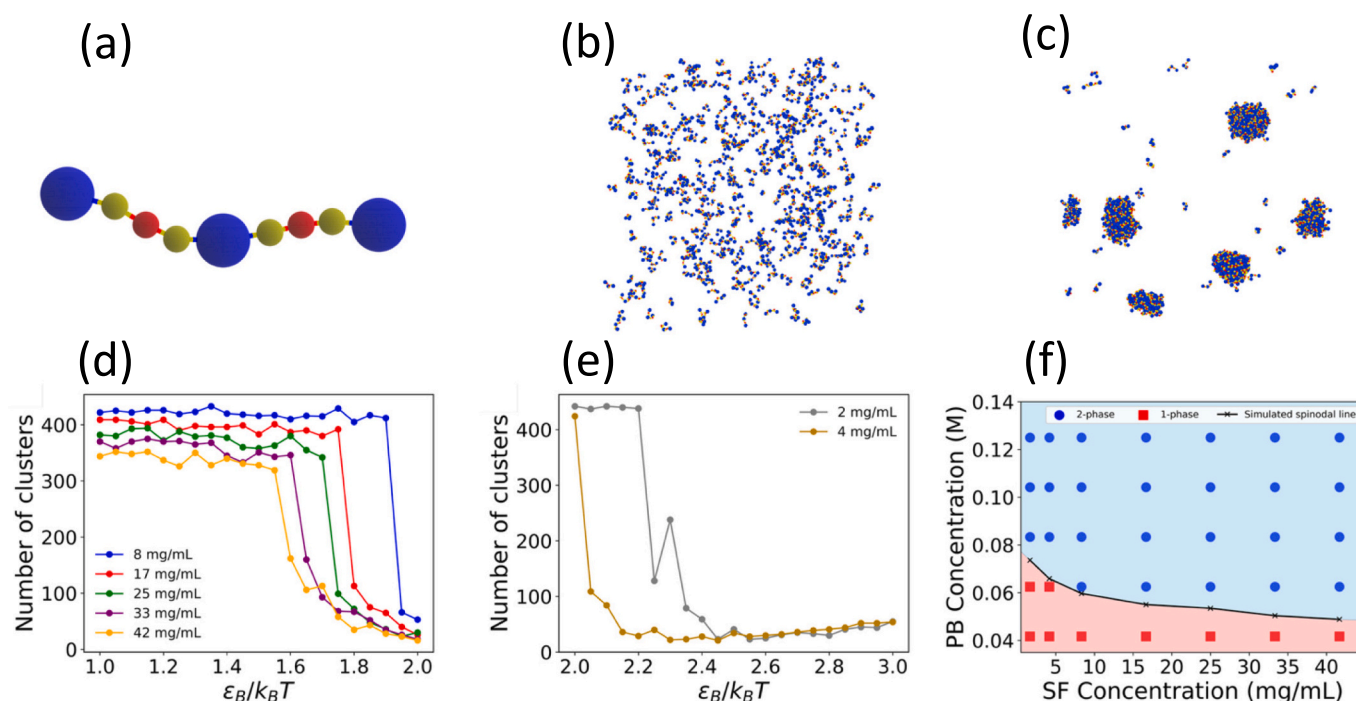 (a)
(b)
(c)
(d)
Number of clusters
400
300
200
100
0
8 mg/mL
17 mg/mL
25 mg/mL
33 mg/mL
42 mg/mL
1.0 1.2 1.4 1.6 1.8 2.0
ε_B/k_BT
(e)
Number of clusters
400
300
200
100
0
2 mg/mL
4 mg/mL
2.0 2.2 2.4 2.6 2.8 3.0
ε_B/k_BT
(f)
PB Concentration (M)
0.14
0.12
0.10
0.08
0.06
0.04
2-phase 1-phase Simulated spinodal line
5 10 15 20 25 30 35 40
SF Concentration (mg/mL)